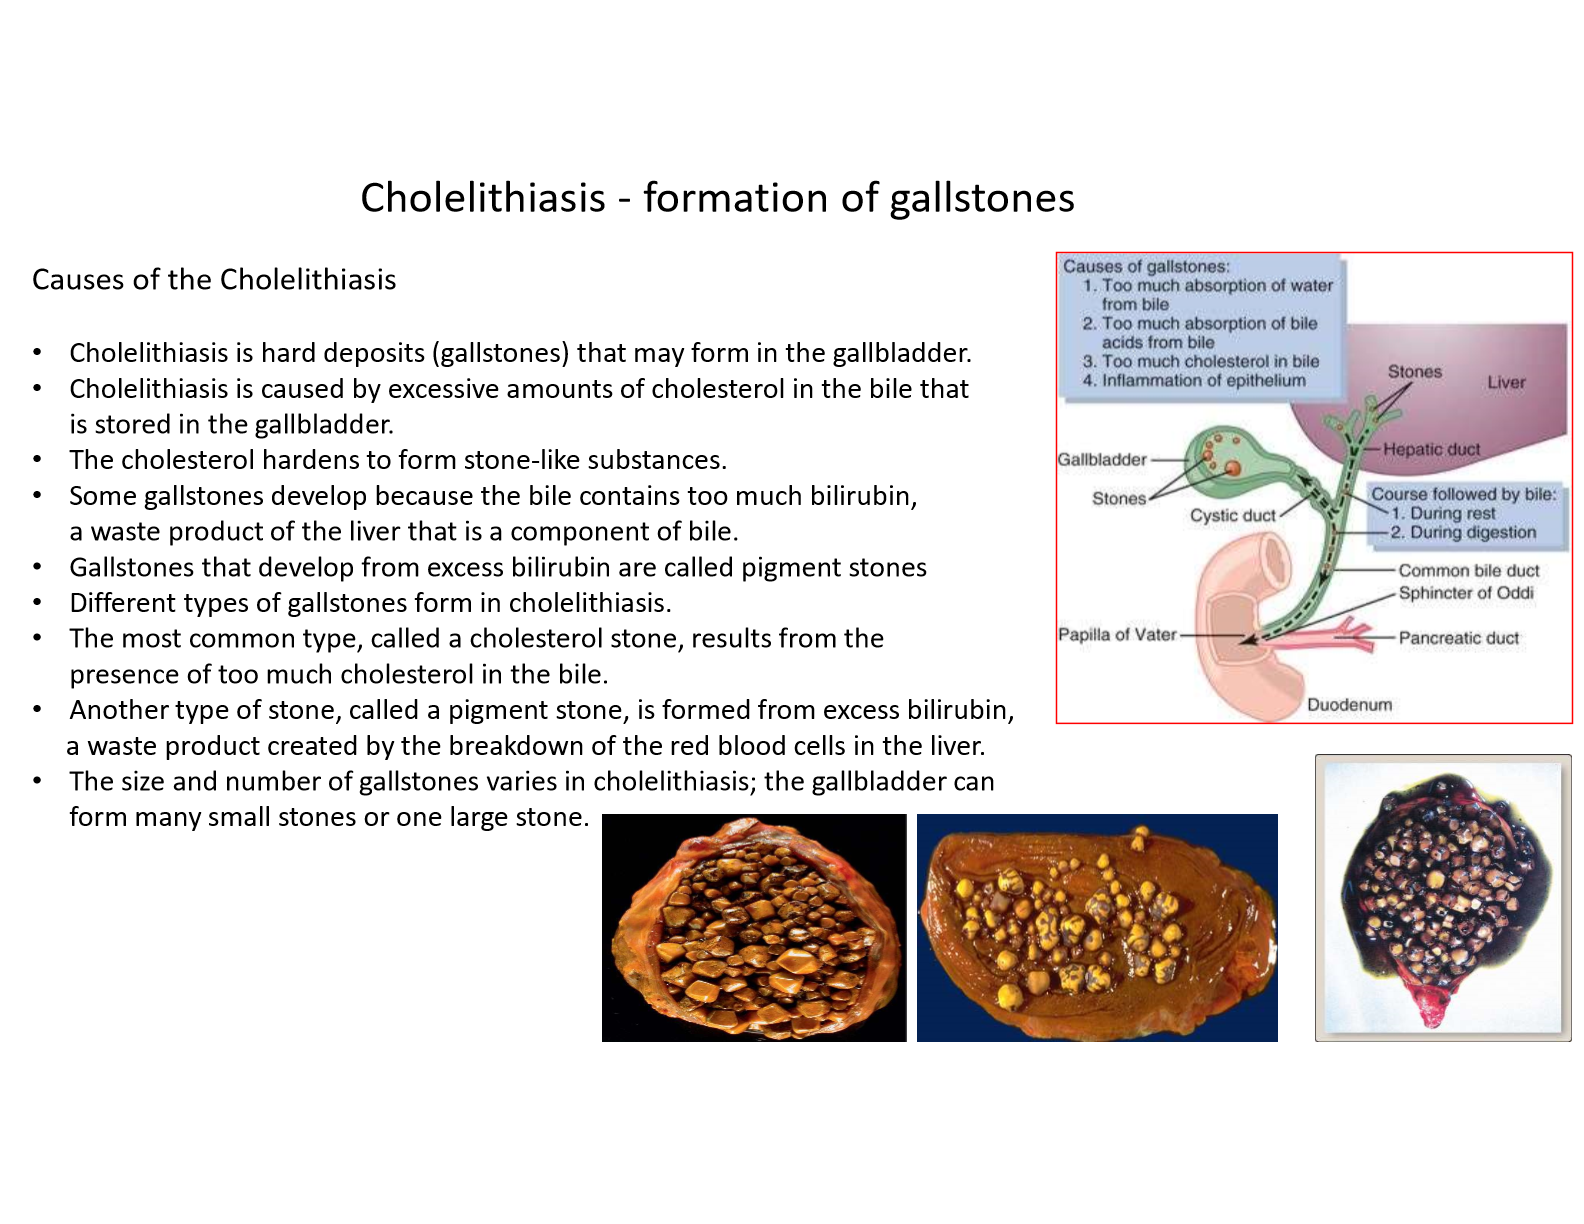 Cholelithiasis - formation of gallstones
Causes of the Cholelithiasis
• Cholelithiasis is hard deposits (gallstones) that may form in the gallbladder.
• Cholelithiasis is caused by excessive amounts of cholesterol in the bile that
is stored in the gallbladder.
• The cholesterol hardens to form stone-like substances.
• Some gallstones develop because the bile contains too much bilirubin,
a waste product of the liver that is a component of bile.
• Gallstones that develop from excess bilirubin are called pigment stones
• Different types of gallstones form in cholelithiasis.
• The most common type, called a cholesterol stone, results from the
presence of too much cholesterol in the bile.
• Another type of stone, called a pigment stone, is formed from excess bilirubin,
a waste product created by the breakdown of the red blood cells in the liver.
• The size and number of gallstones varies in cholelithiasis; the gallbladder can
form many small stones or one large stone.
Causes of gallstones:
1. Too much absorption of water
from bile
2. Too much absorption of bile
acids from bile
3. Too much cholesterol in bile
4. Inflammation of epithelium
Stones
Liver
Hepatic duct
Gallbladder
Stones
Cystic duct
Course followed by bile:
1. During rest
2. During digestion
Common bile duct
Sphincter of Oddi
Papilla of Vater
Pancreatic duct
Duodenum